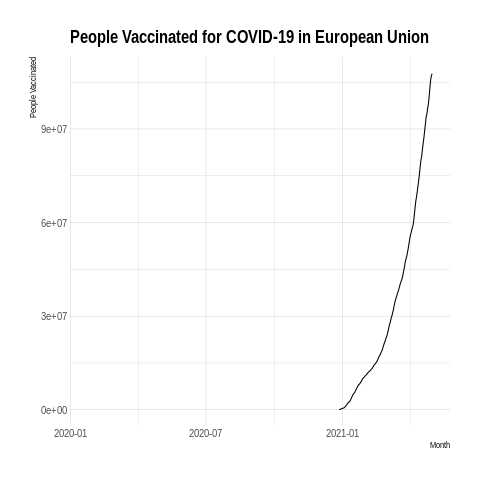 People Vaccinated for COVID-19 in European Union
People Vaccinated
9e+07
6e+07
3e+07
0e+00
2020-01 2020-07 2021-01
Month